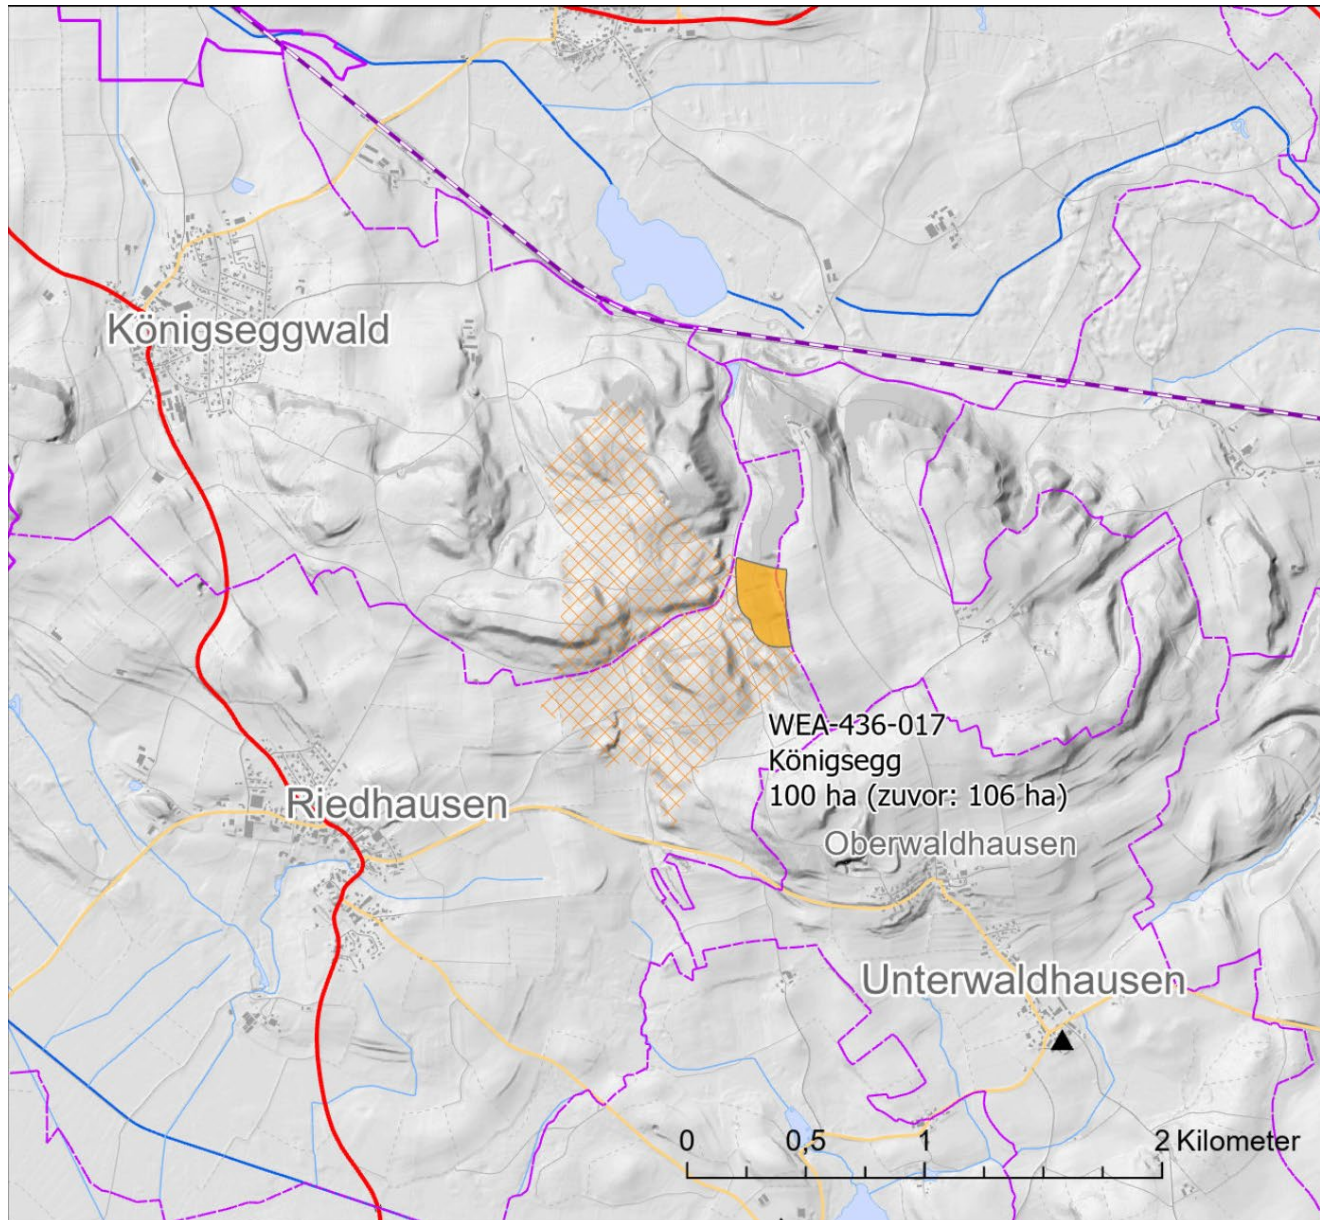 Königseggwald
WEA-436-017
Königsegg
100 ha (zuvor: 106 ha)
Riedhausen
Oberwaldhausen
Unterwaldhausen
0 0,5 1 2 Kilometer